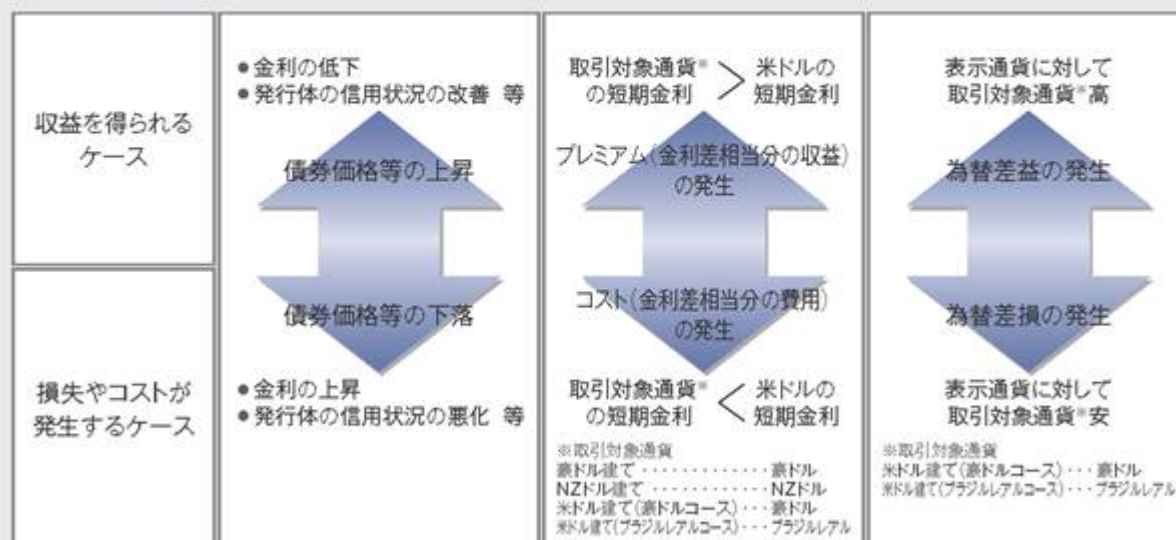 収益を得られる
ケース
●金利の低下
●発行体の信用状況の改善 等
債券価格等の上昇
取引対象通貨※
の短期金利
>
米ドルの
短期金利
プレミアム(金利差相当分の収益)
の発生
表示通貨に対して
取引対象通貨※高
為替差益の発生
損失やコストが
発生するケース
債券価格等の下落
●金利の上昇
●発行体の信用状況の悪化 等
コスト(金利差相当分の費用)
の発生
取引対象通貨※
の短期金利
<
米ドルの
短期金利
※取引対象通貨
豪ドル建て・・・・・・・・・・・・・豪ドル
NZドル建て・・・・・・・・・・・・NZドル
米ドル建て(豪ドルコース)・・・豪ドル
米ドル建て(ブラジルレアルコース)・・・ブラジルレアル
為替差損の発生
表示通貨に対して
取引対象通貨※安
※取引対象通貨
米ドル建て(豪ドルコース)・・・豪ドル
米ドル建て(ブラジルレアルコース)・・・ブラジルレアル